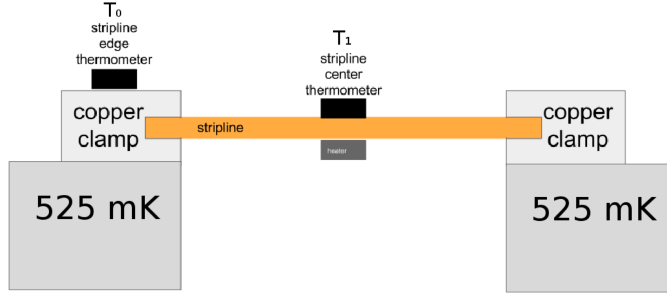 T₀
stripline
edge
thermometer
T₁
stripline
center
thermometer
copper
clamp
stripline
heater
copper
clamp
525 mK
525 mK